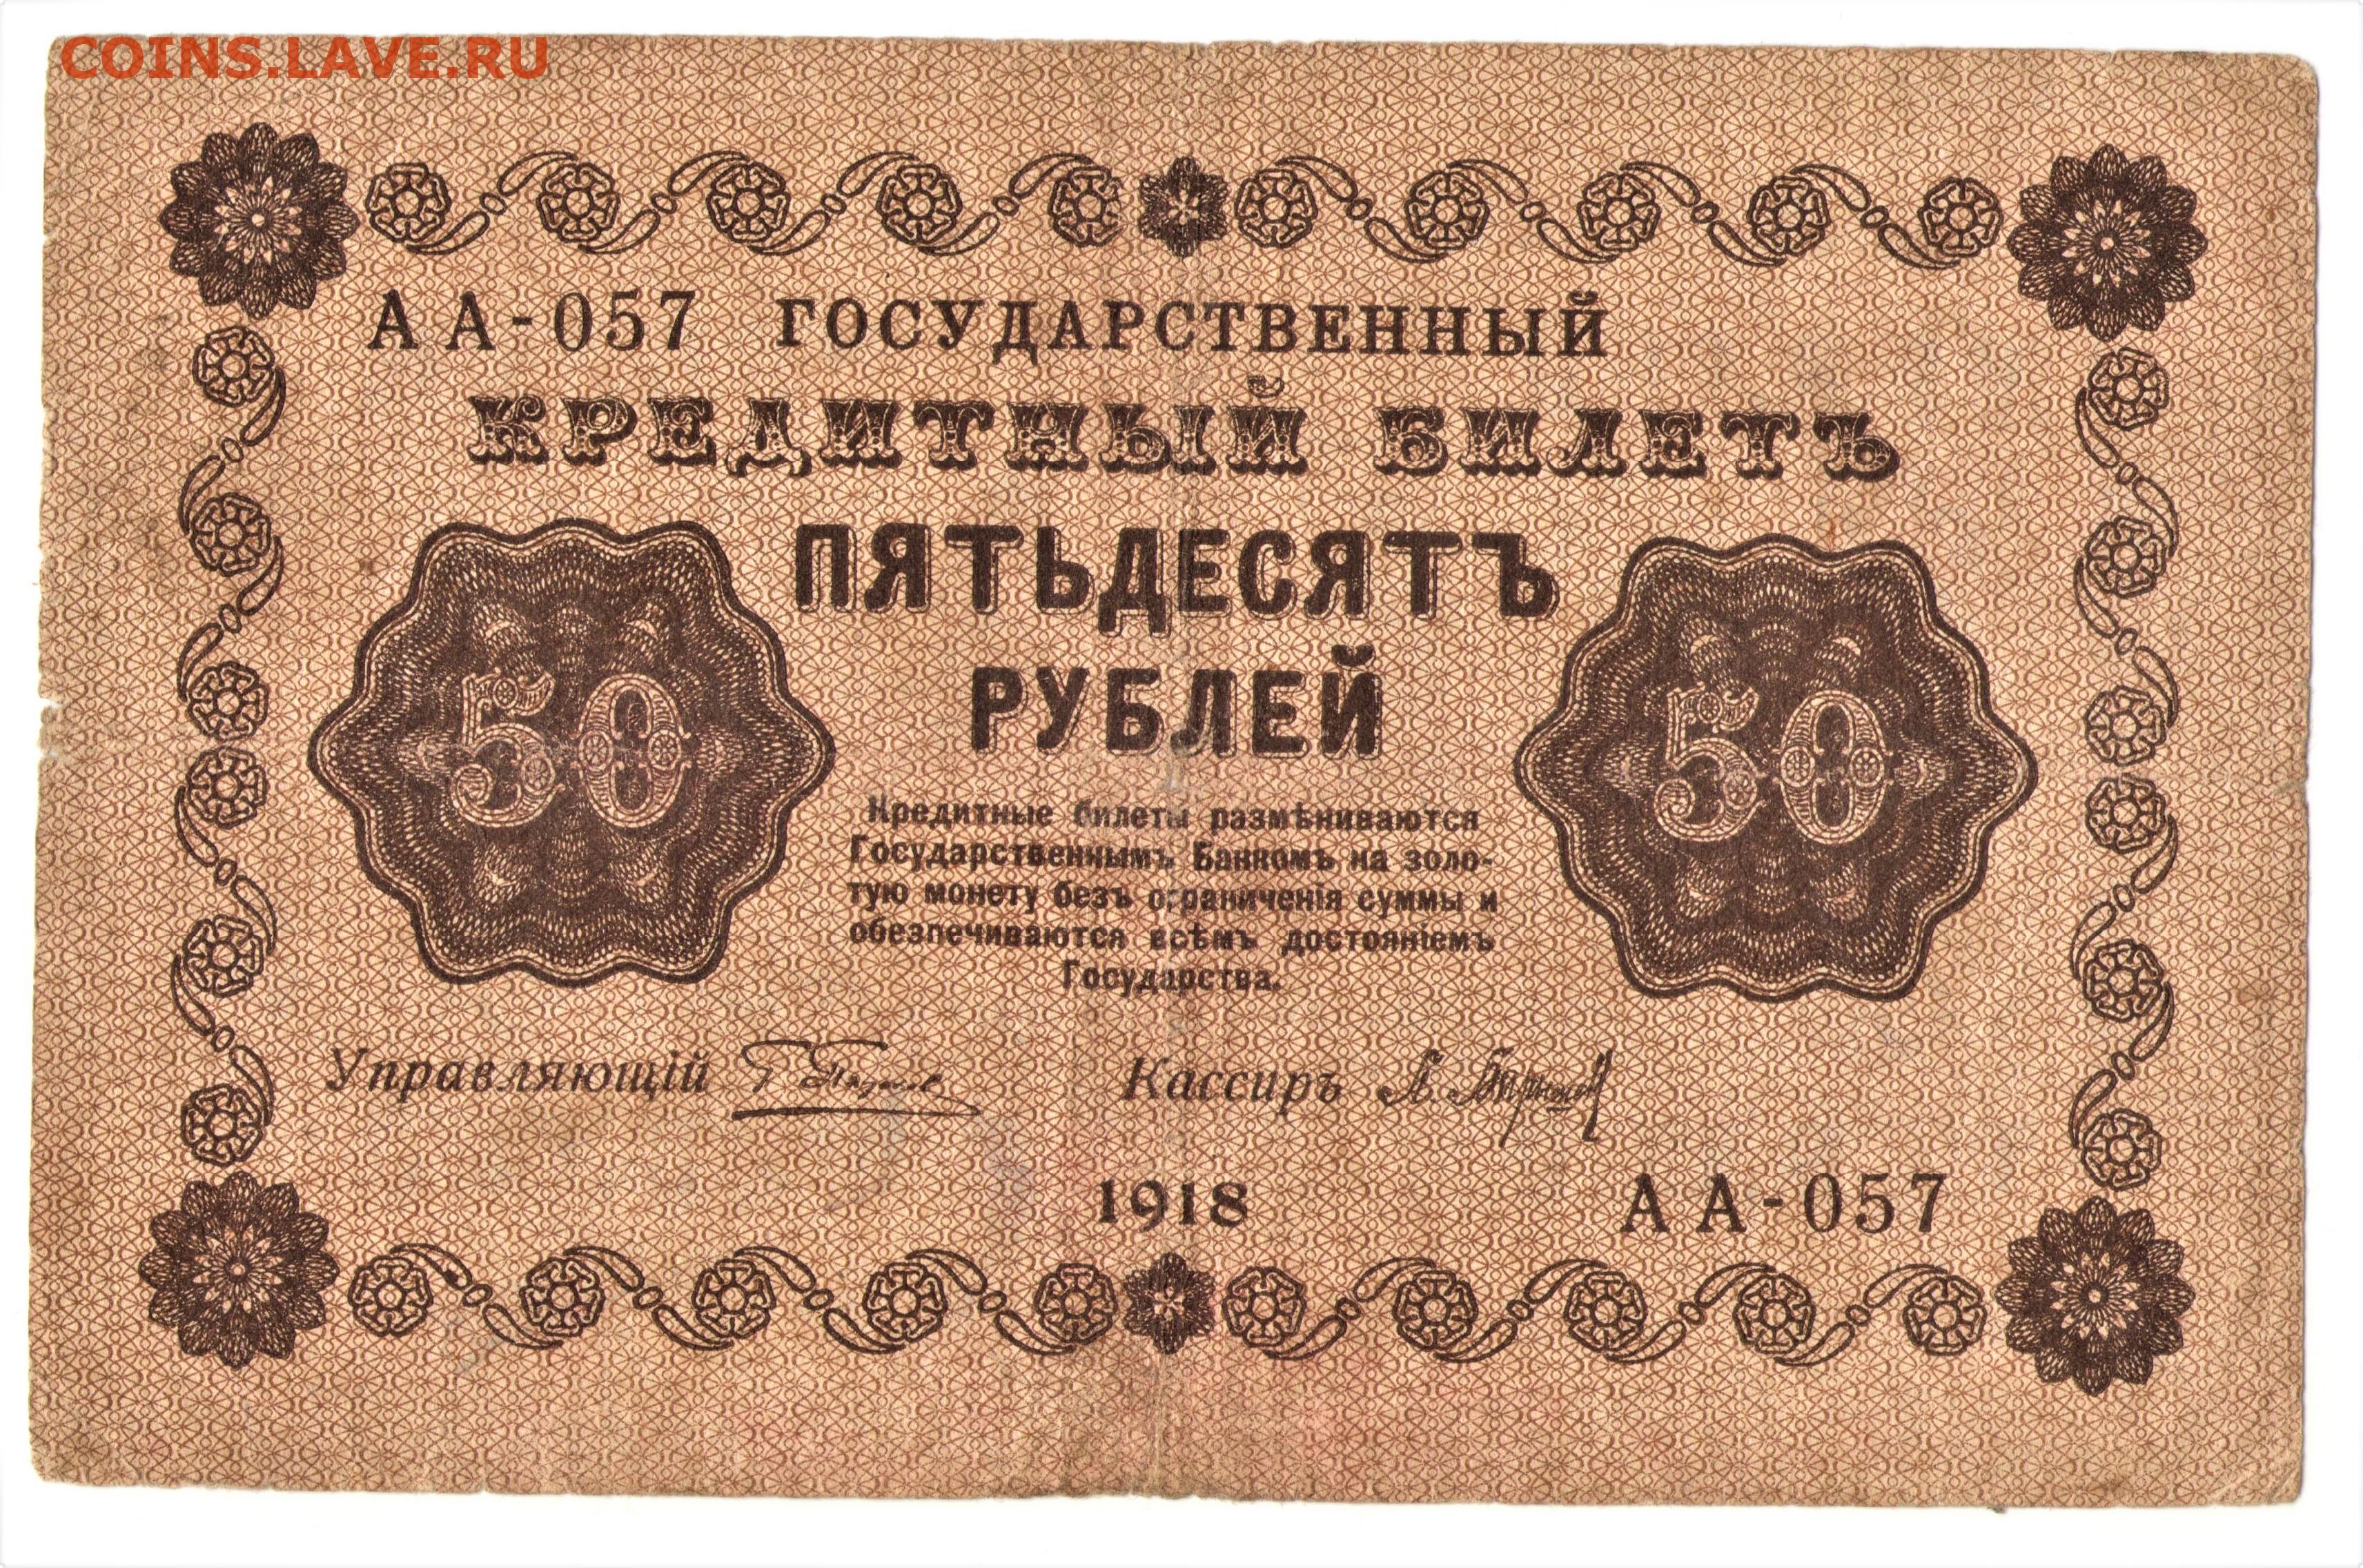 COINS.LAVE.RU
АА-057 ГОСУДАРСТВЕННЫЙ
КРЕДИТНЫЙ БИЛЕТЪ
ПЯТЬДЕСЯТЪ
РУБЛЕЙ
50
50
Кредитные билеты размѣниваются
Государственнымъ Банкомъ на золо-
тую монету безъ ограниченія суммы и
обезпечиваются всѣмъ достояніемъ
Государства.
Управляющій Кассиръ
1918
АА-057